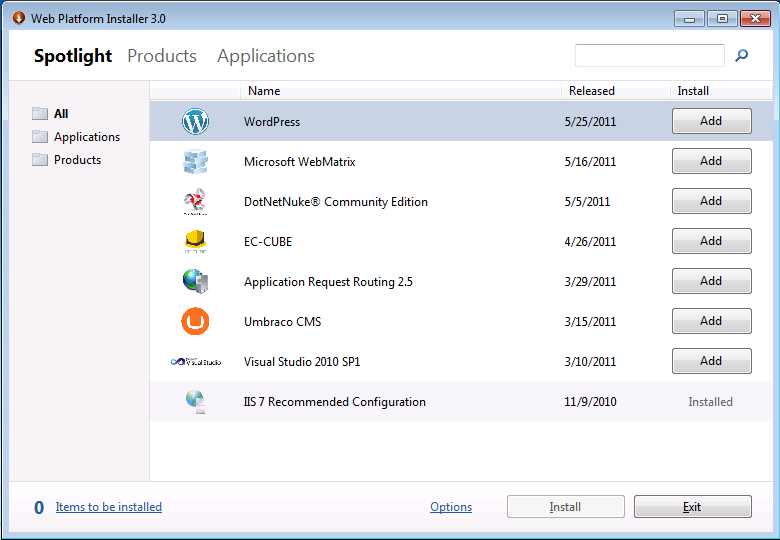 Web Platform Installer 3.0
Spotlight Products Applications
Name Released Install
All
Applications
Products
WordPress 5/25/2011 Add
Microsoft WebMatrix 5/16/2011 Add
DotNetNuke® Community Edition 5/5/2011 Add
EC-CUBE 4/26/2011 Add
Application Request Routing 2.5 3/29/2011 Add
Umbraco CMS 3/15/2011 Add
Visual Studio Visual Studio 2010 SP1 3/10/2011 Add
IIS 7 Recommended Configuration 11/9/2010 Installed
0 Items to be installed Options Install Exit